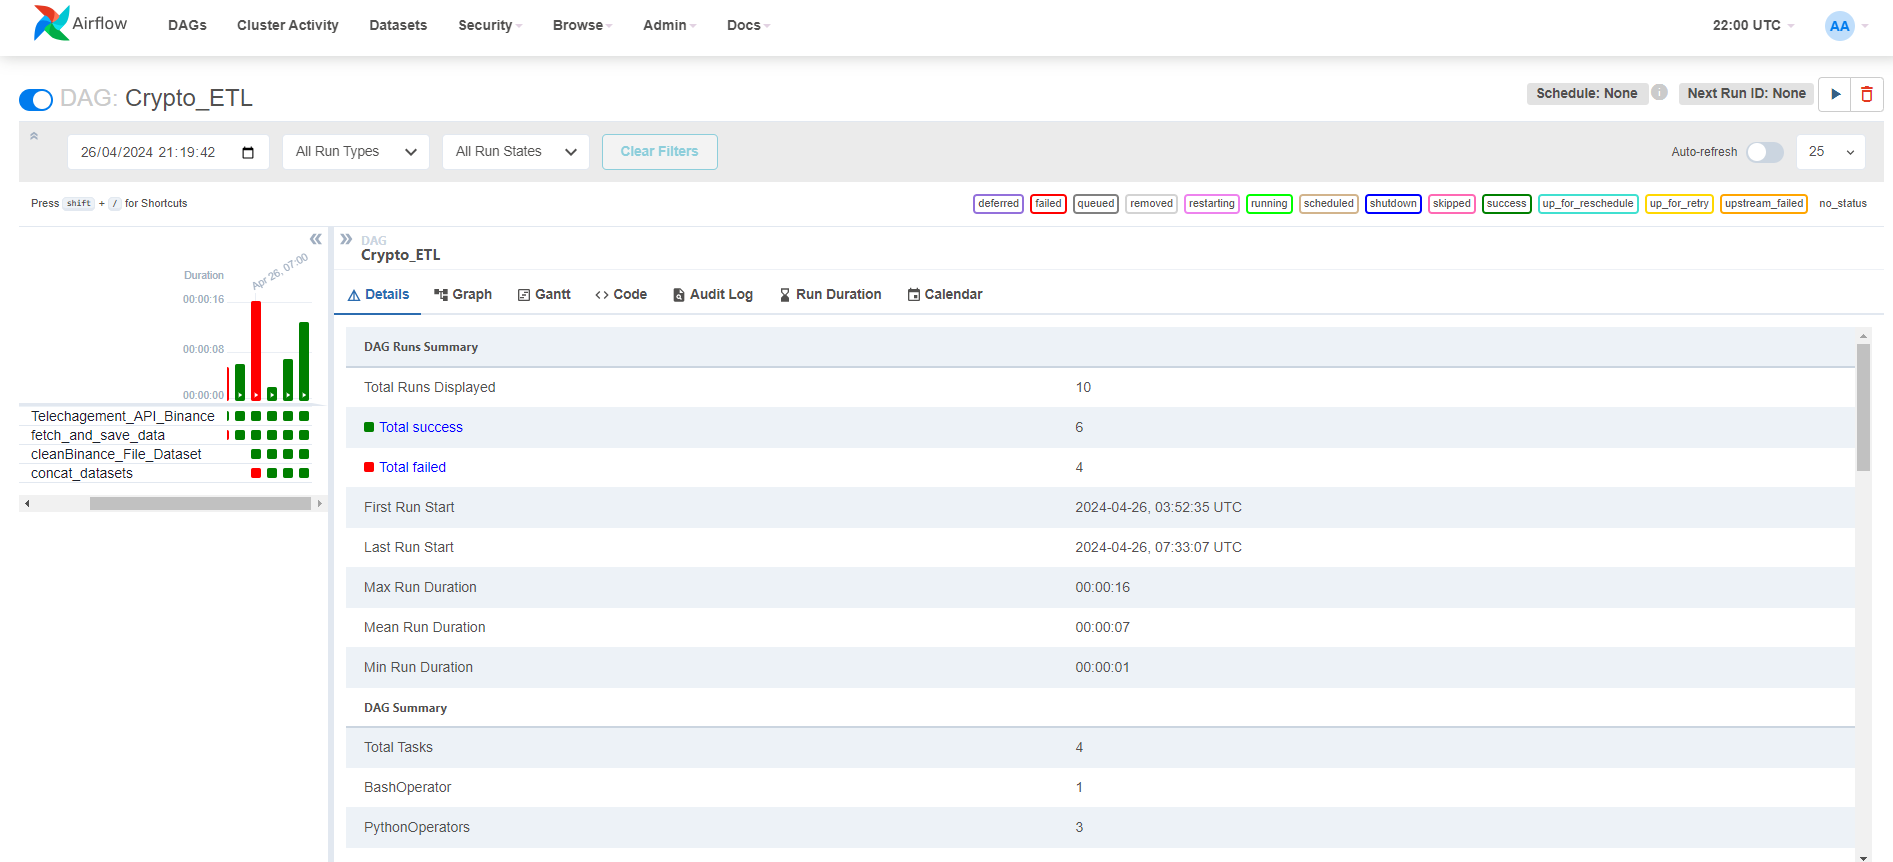 Airflow DAGs Cluster Activity Datasets Security Browse Admin Docs 22:00 UTC AA
DAG: Crypto_ETL Schedule: None i Next Run ID: None
26/04/2024 21:19:42 All Run Types All Run States Clear Filters Auto-refresh 25
Press shift + / for Shortcuts deferred failed queued removed restarting running scheduled shutdown skipped success up_for_reschedule up_for_retry upstream_failed no_status
DAG
Crypto_ETL
Duration
Apr 26, 07:00
00:00:16
00:00:08
00:00:00
Telechagement_API_Binance
fetch_and_save_data
cleanBinance_File_Dataset
concat_datasets
Details Graph Gantt Code Audit Log Run Duration Calendar
DAG Runs Summary
Total Runs Displayed 10
Total success 6
Total failed 4
First Run Start 2024-04-26, 03:52:35 UTC
Last Run Start 2024-04-26, 07:33:07 UTC
Max Run Duration 00:00:16
Mean Run Duration 00:00:07
Min Run Duration 00:00:01
DAG Summary
Total Tasks 4
BashOperator 1
PythonOperators 3